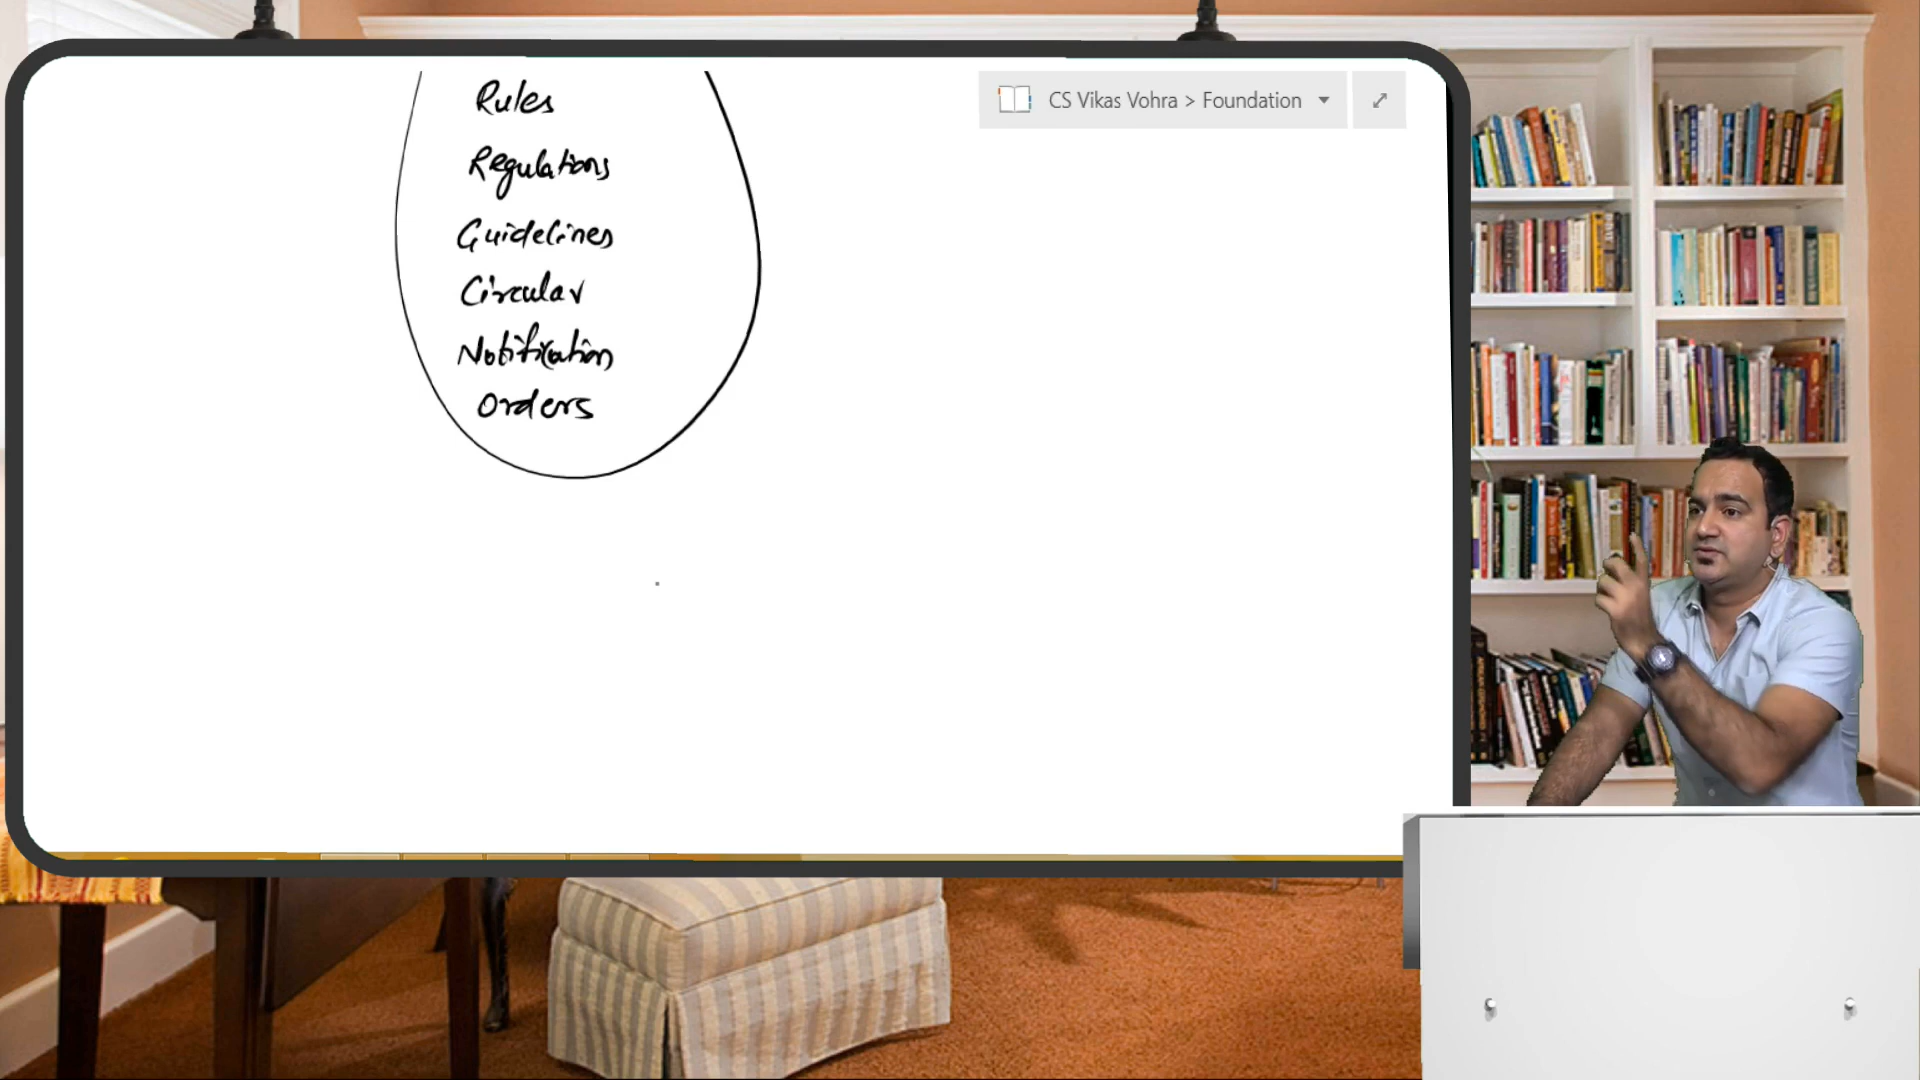 Rules
CS Vikas Vohra > Foundation
Regulations
Guidelines
Circular
Notification
Orders